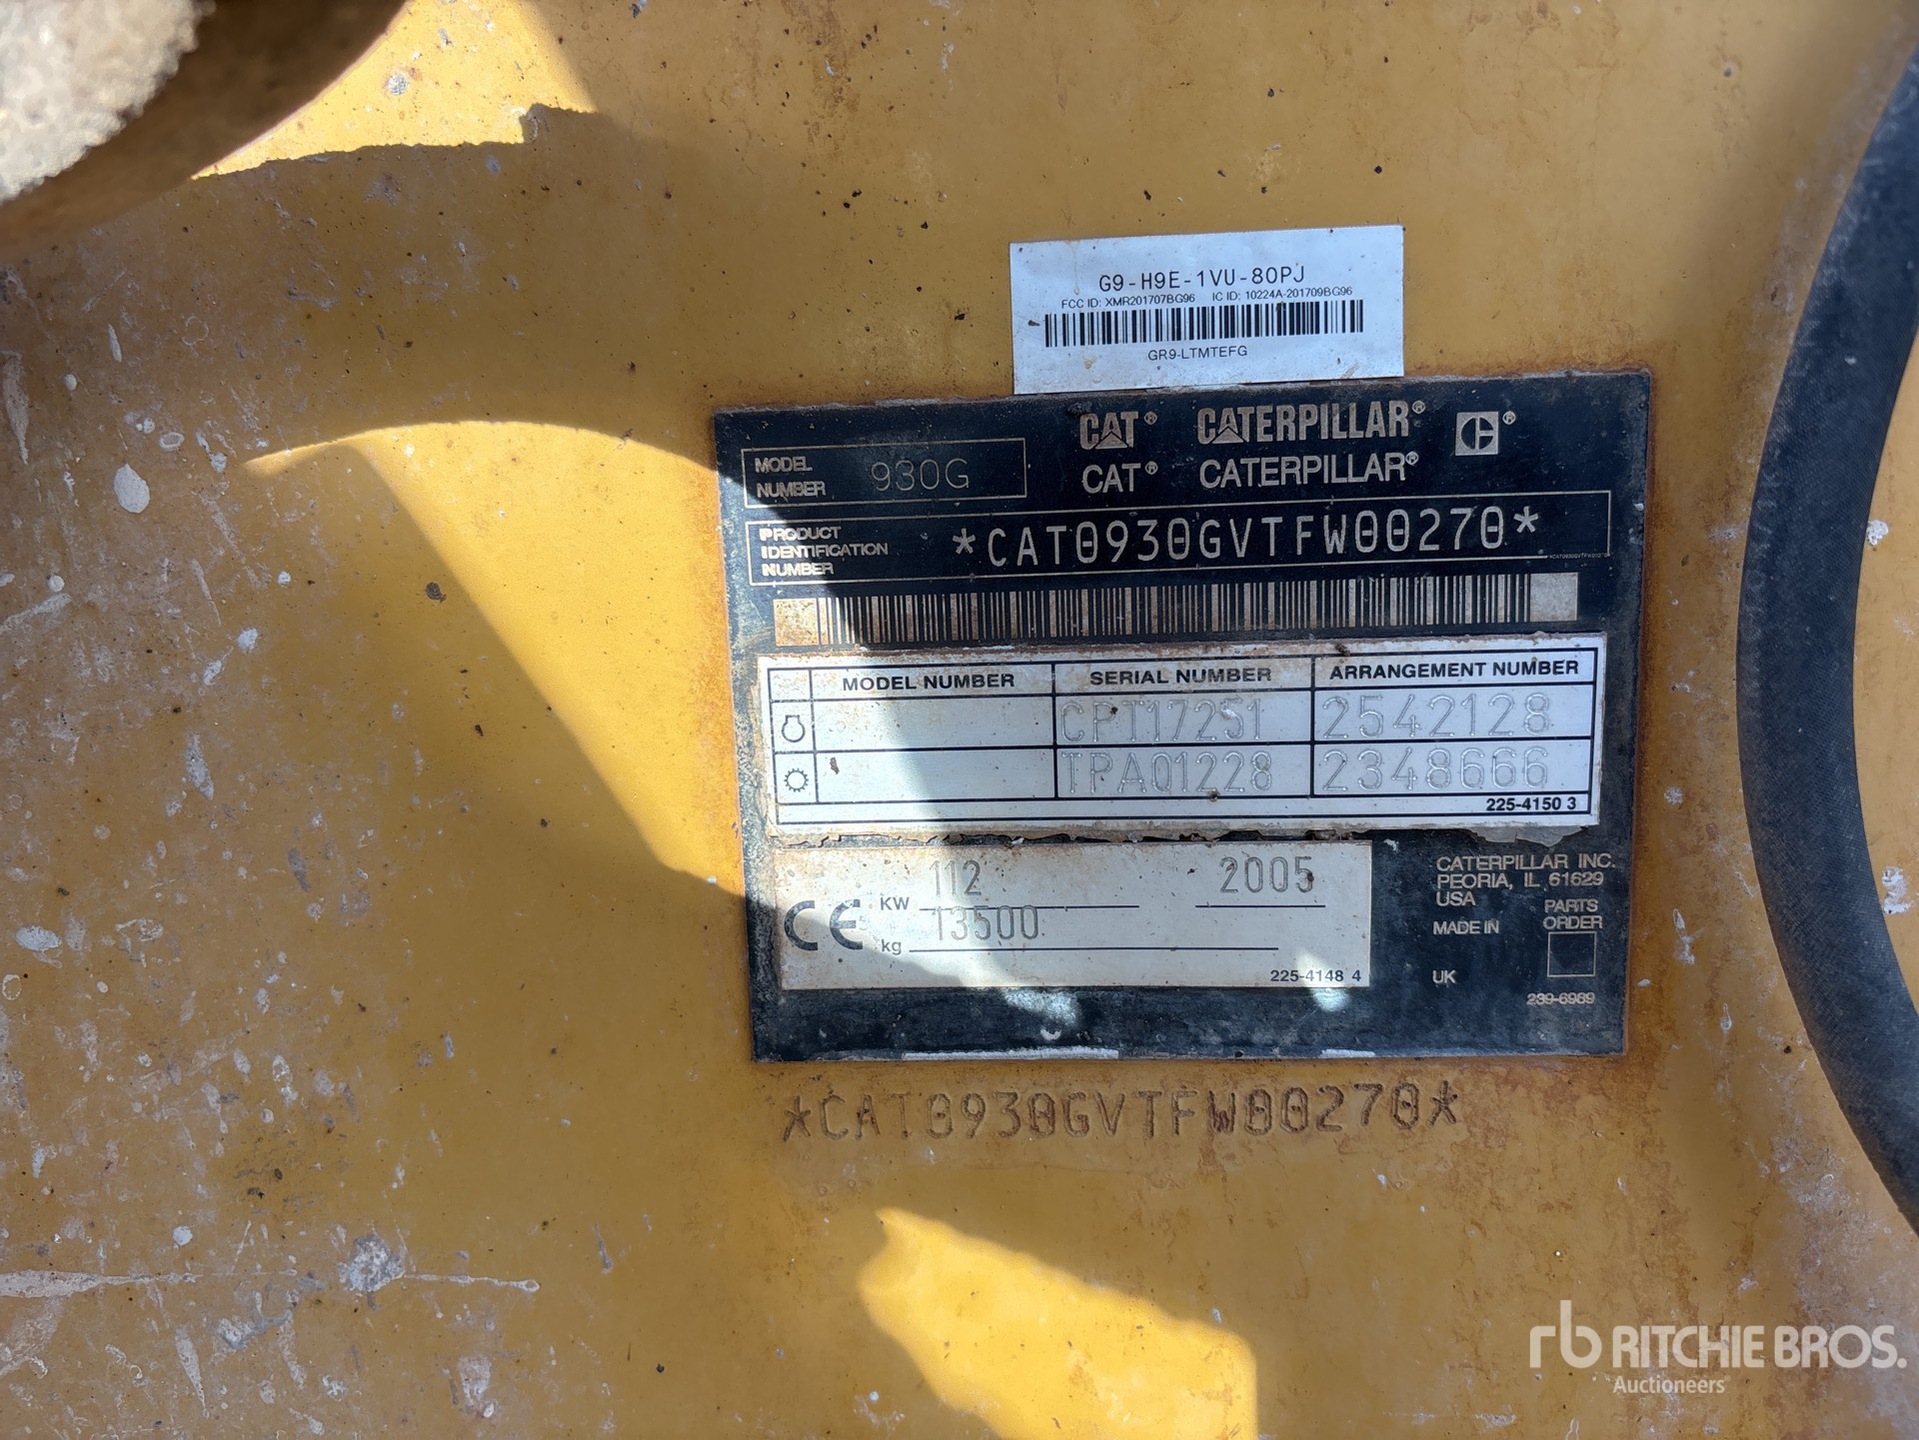 G9-H9E-1VU-80PJ
FCC ID: XMR201707BG96 IC ID: 10224A-201709BG96
GR9-LTMTEFG
CAT® CATERPILLAR® ®
MODEL NUMBER 930G CAT® CATERPILLAR®
PRODUCT IDENTIFICATION NUMBER *CAT0930GVTFW00270*
MODEL NUMBER SERIAL NUMBER ARRANGEMENT NUMBER
CPT17251 2542128
TPA01228 2348666
225-4150 3
CE KW 112 2005
kg 13500
225-4148 4
CATERPILLAR INC.
PEORIA, IL 61629
USA
MADE IN
UK
PARTS
ORDER
239-6969
*CAT0930GVTFW00270*
rb RITCHIE BROS.
Auctioneers